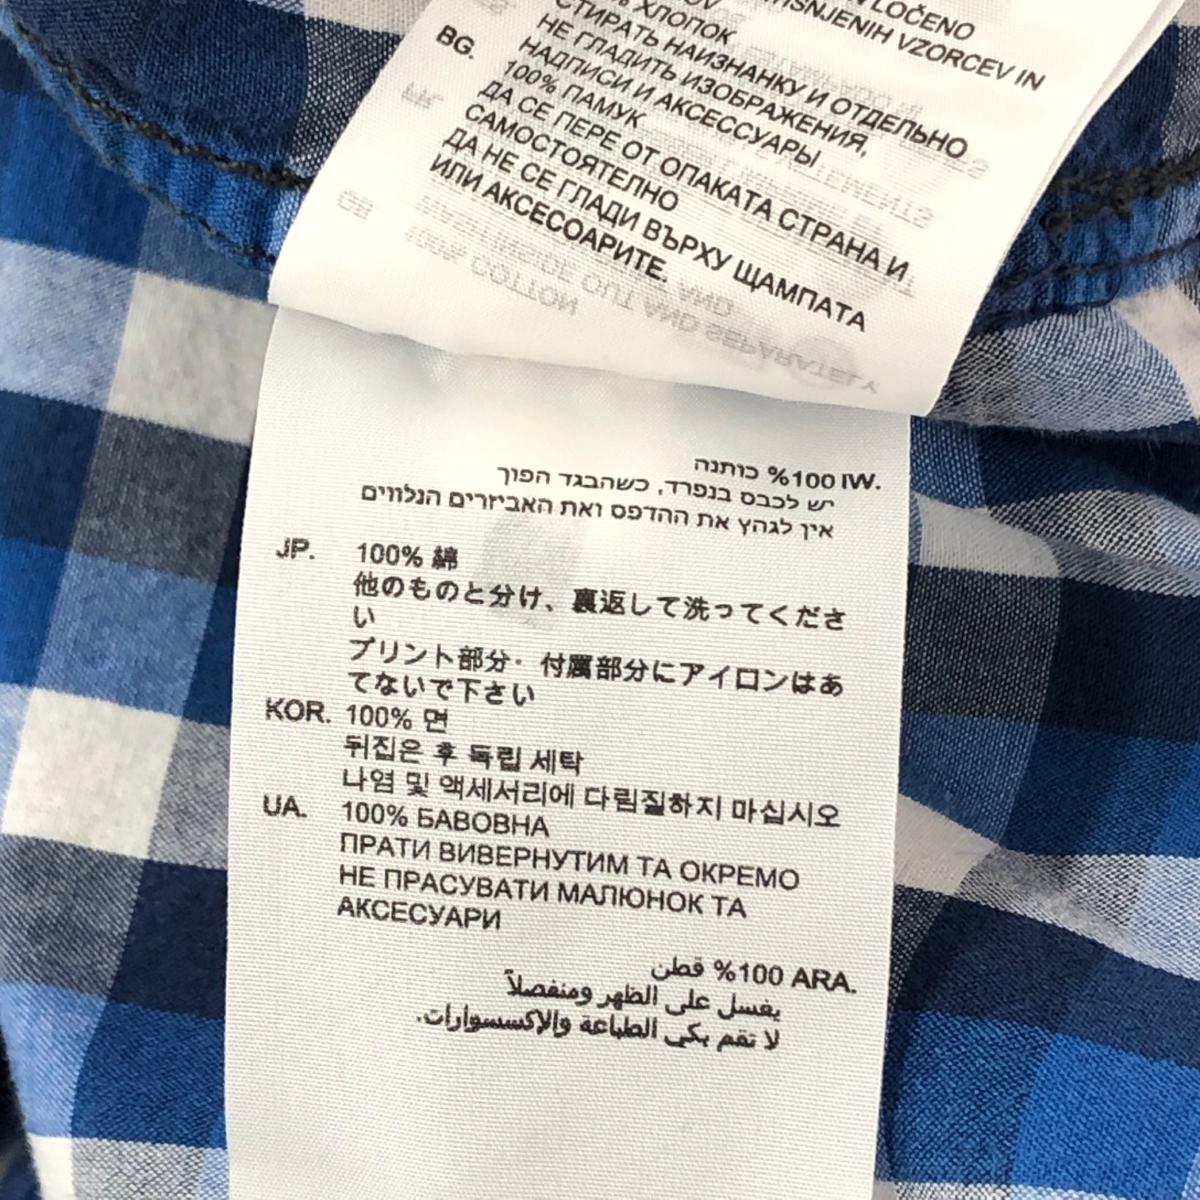 LOČENO
VZORCEV IN
ХЛОПОК
СТИРАТЬ НАИЗНАНКУ И ОТДЕЛЬНО
НЕ ГЛАДИТЬ ИЗОБРАЖЕНИЯ,
НАДПИСИ И АКСЕССУАРЫ
BG. 100% ПАМУК
ДА СЕ ПЕРЕ ОТ ОПАКАТА СТРАНА И
САМОСТОЯТЕЛНО
ДА НЕ СЕ ГЛАДИ ВЪРХУ ЩАМПАТА
ИЛИ АКСЕСОАРИТЕ.
IW. 100% כותנה
יש לכבס בנפרד, כשהבגד הפוך
אין לגהץ את ההדפס ואת האביזרים הנלווים
JP. 100% 綿
他のものと分け、裏返して洗ってくださ
い
プリント部分・付属部分にアイロンはあ
てないで下さい
KOR. 100% 면
뒤집은 후 독립 세탁
나염 및 액세서리에 다림질하지 마십시오
UA. 100% БАВОВНА
ПРАТИ ВИВЕРНУТИМ ТА ОКРЕМО
НЕ ПРАСУВАТИ МАЛЮНОК ТА
АКСЕСУАРИ
ARA. 100% قطن
يغسل على الظهر ومنفصلاً
لا تقم بكي الطباعة والإكسسوارات.